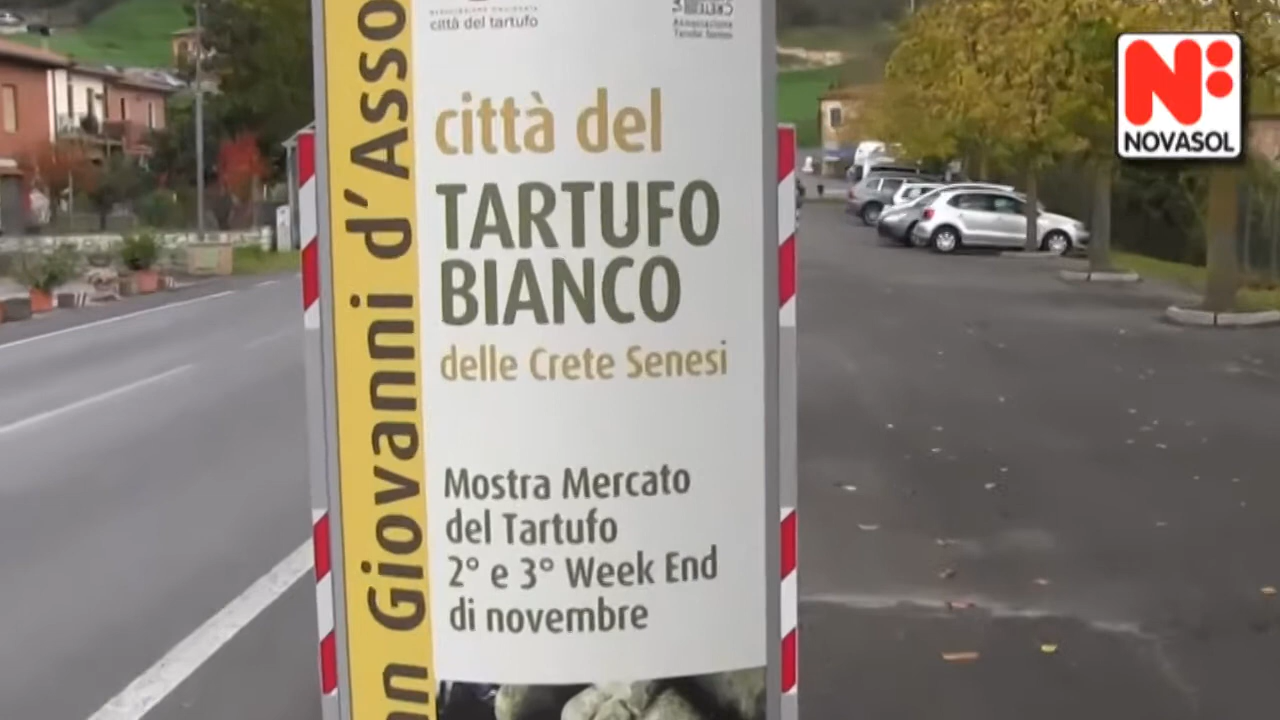 città del tartufo
Associazione
città del
TARTUFO
BIANCO
delle Crete Senesi
Mostra Mercato
del Tartufo
2° e 3° Week End
di novembre
Giovanni d'Asso
N:
NOVASOL